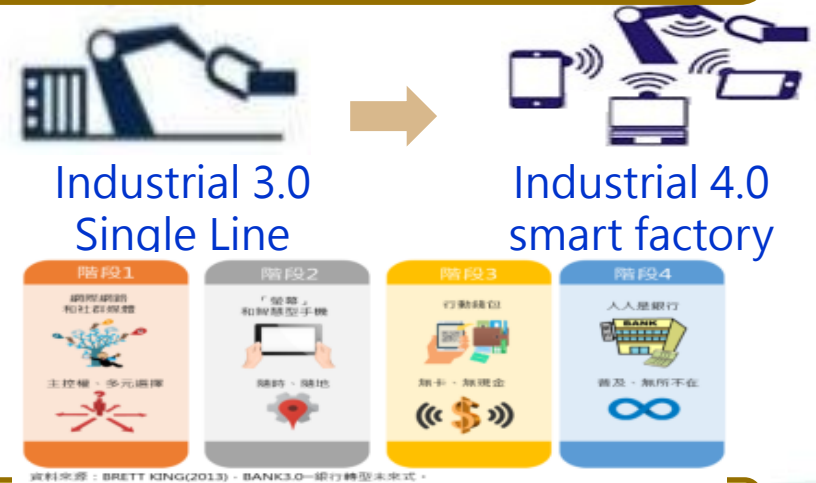 Industrial 3.0
Single Line
Industrial 4.0
smart factory
階段1
網際網路
和社群媒體
主控權、多元選擇
階段2
「螢幕」
和智慧型手機
隨時、隨地
階段3
行動錢包
無卡、無現金
$
階段4
人人是銀行
BANK
普及、無所不在
資料來源：BRETT KING(2013)，BANK3.0─銀行轉型未來式。